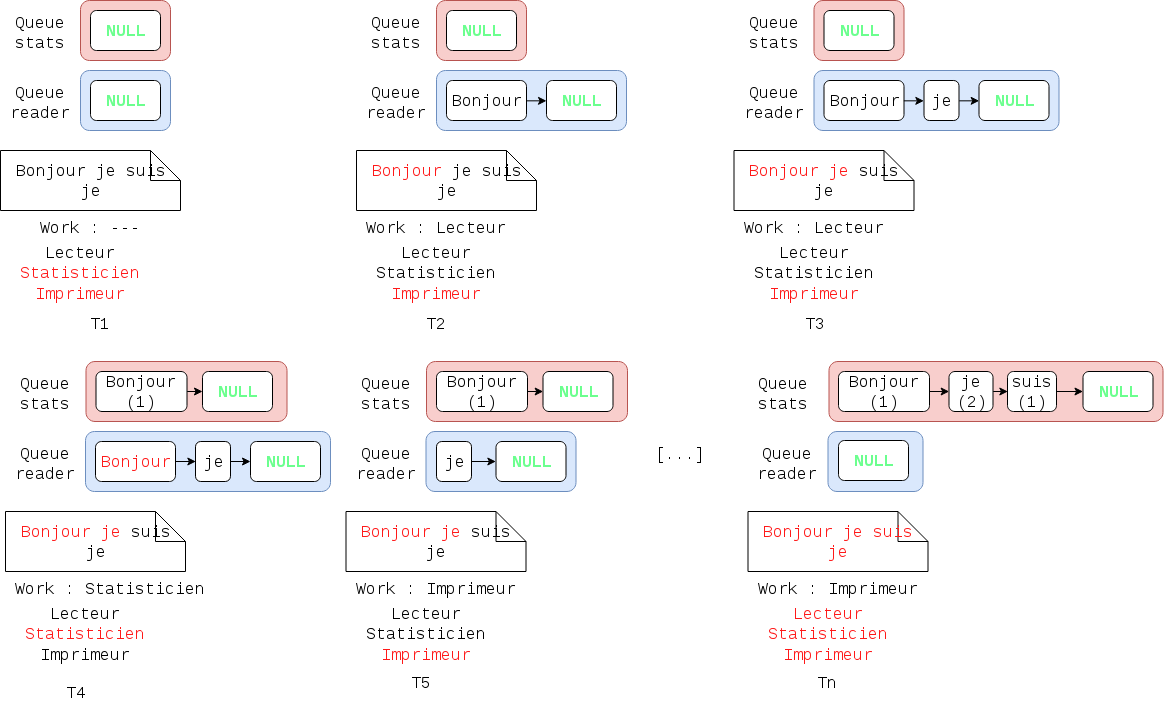 Queue
stats
NULL
Queue
reader
NULL
Bonjour je suis
je
Work : ---
Lecteur
Statisticien
Imprimeur
T1
Queue
stats
NULL
Queue
reader
Bonjour
NULL
Bonjour je suis
je
Work : Lecteur
Lecteur
Statisticien
Imprimeur
T2
Queue
stats
NULL
Queue
reader
Bonjour
je
NULL
Bonjour je suis
je
Work : Lecteur
Lecteur
Statisticien
Imprimeur
T3
Queue
stats
Bonjour
(1)
NULL
Queue
reader
Bonjour
je
NULL
Bonjour je suis
je
Work : Statisticien
Lecteur
Statisticien
Imprimeur
T4
Queue
stats
Bonjour
(1)
NULL
Queue
reader
je
NULL
Bonjour je suis
je
Work : Imprimeur
Lecteur
Statisticien
Imprimeur
T5
[...]
Queue
stats
Bonjour
(1)
je
(2)
suis
(1)
NULL
Queue
reader
NULL
Bonjour je suis
je
Work : Imprimeur
Lecteur
Statisticien
Imprimeur
Tn